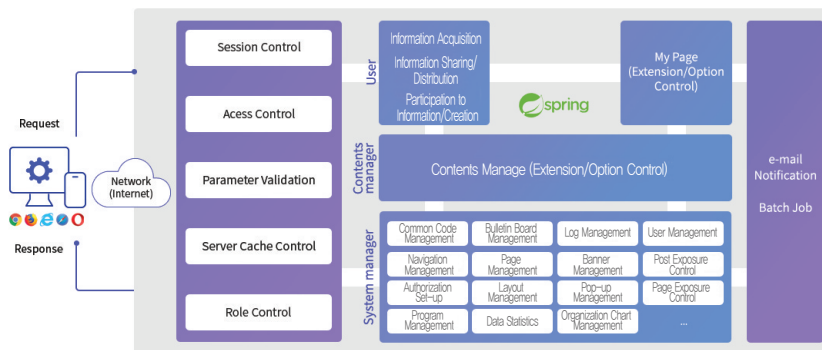 Request
Network
(Internet)
Response
Session Control
Acess Control
Parameter Validation
Server Cache Control
Role Control
User
Information Acquisition
Information Sharing/
Distribution
Participation to
Information/Creation
spring
My Page
(Extension/Option
Control)
Contents
manager
Contents Manage (Extension/Option Control)
System manager
Common Code
Management
Bulletin Board
Management
Log Management
User Management
Navigation
Management
Page
Management
Banner
Management
Post Exposure
Control
Authorization
Set-up
Layout
Management
Pop-up
Management
Page Exposure
Control
Program
Management
Data Statistics
Organization Chart
Management
...
e-mail
Notification
Batch Job